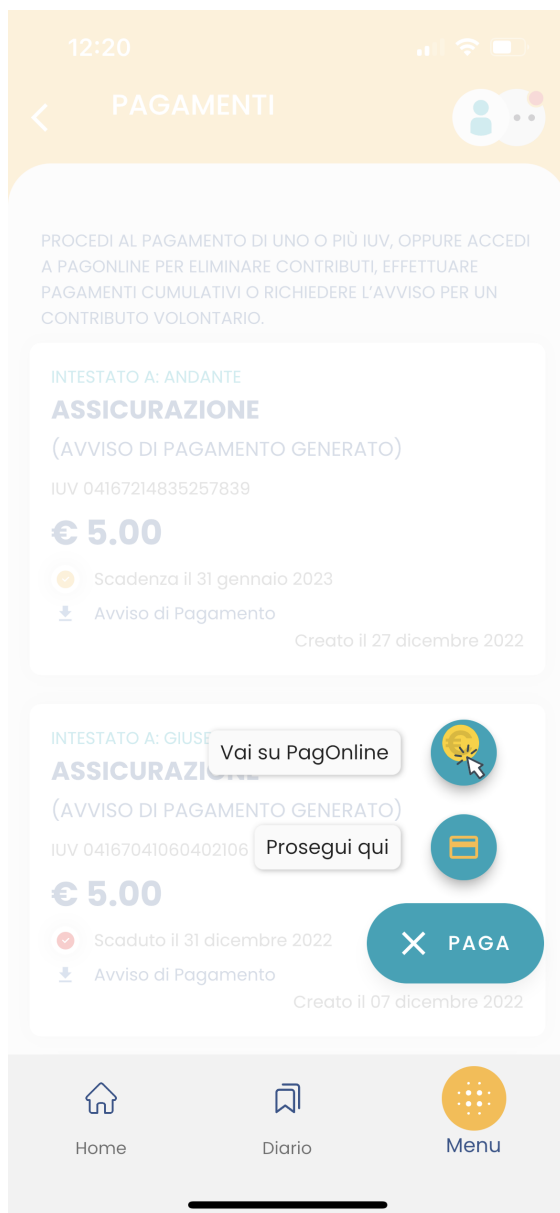 12:20
PAGAMENTI
PROCEDI AL PAGAMENTO DI UNO O PIÙ IUV, OPPURE ACCEDI
A PAGONLINE PER ELIMINARE CONTRIBUTI, EFFETTUARE
PAGAMENTI CUMULATIVI O RICHIEDERE L'AVVISO PER UN
CONTRIBUTO VOLONTARIO.
INTESTATO A: ANDANTE
ASSICURAZIONE
(AVVISO DI PAGAMENTO GENERATO)
IUV 04167214835257839
€ 5.00
Scadenza il 31 gennaio 2023
Avviso di Pagamento
Creato il 27 dicembre 2022
INTESTATO A:
Vai su PagOnline
ASSICURAZIONE
(AVVISO DI PAGAMENTO GENERATO)
IUV 04167041060402106
Prosegui qui
€ 5.00
Scaduto il 31 dicembre 2022
PAGA
Avviso di Pagamento
Creato il 07 dicembre 2022
Home
Diario
Menu